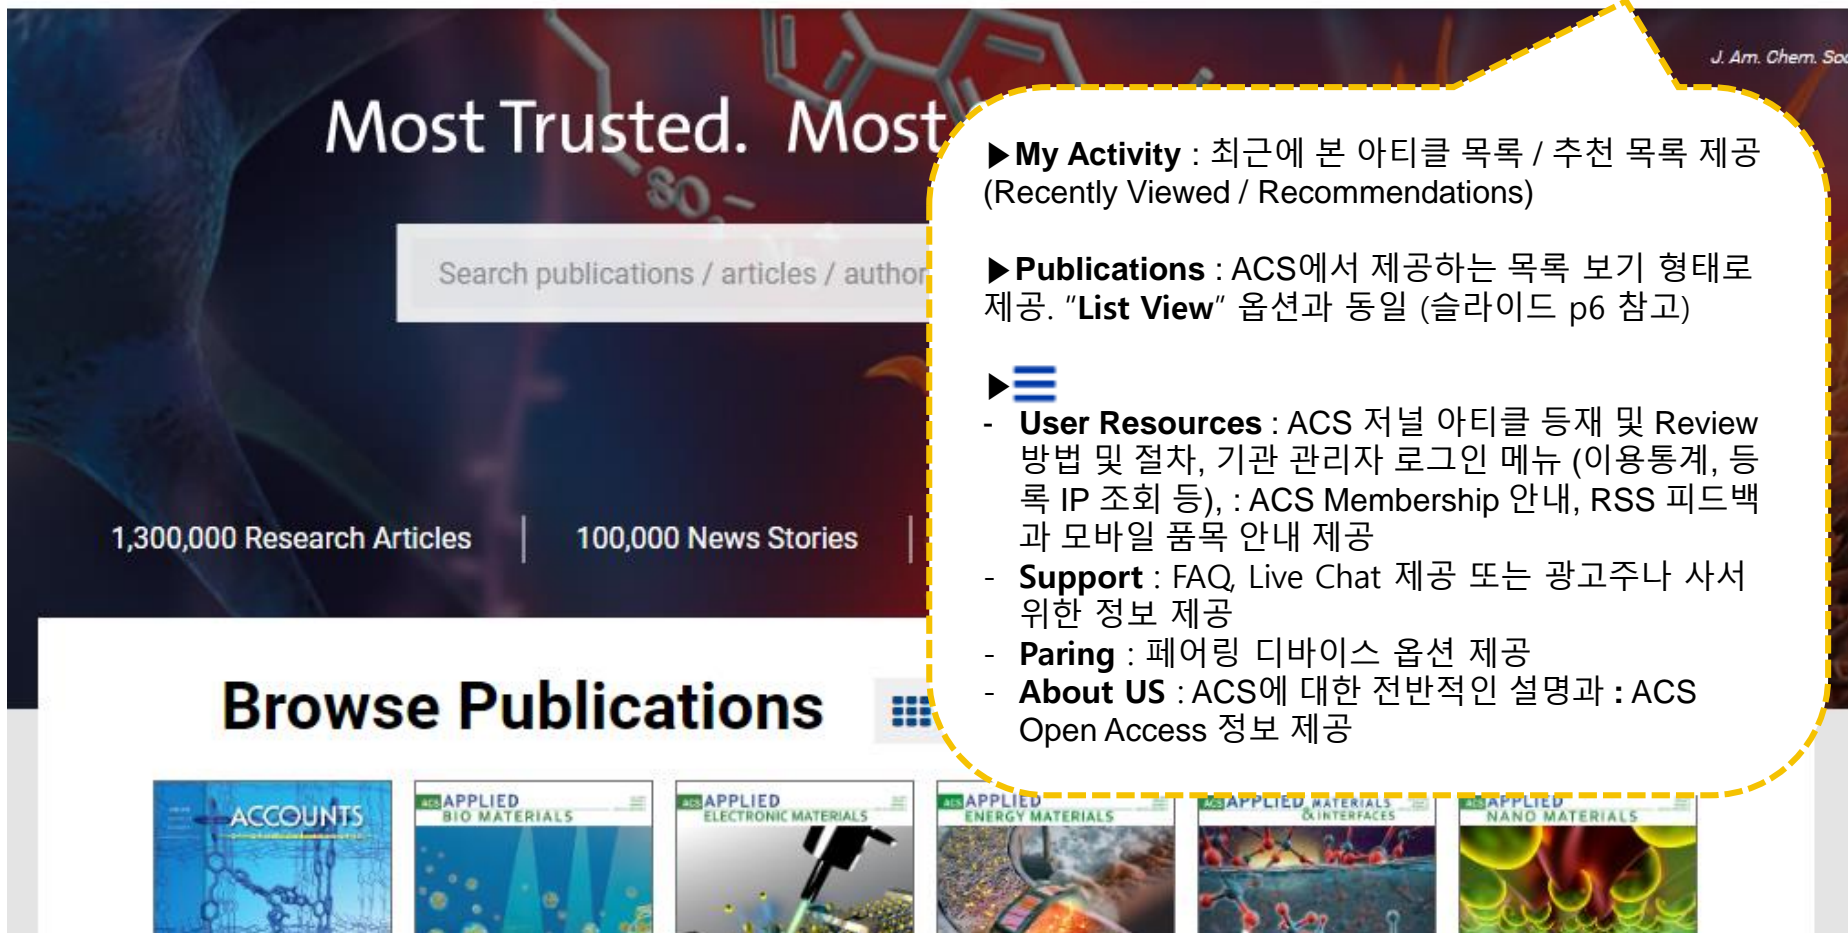 J. Am. Chem. Soc
Most Trusted. Most
SO
Search publications / articles / author
1,300,000 Research Articles
100,000 News Stories
▶My Activity : 최근에 본 아티클 목록 / 추천 목록 제공
(Recently Viewed / Recommendations)
▶Publications : ACS에서 제공하는 목록 보기 형태로
제공. “List View” 옵션과 동일 (슬라이드 p6 참고)
▶
- User Resources : ACS 저널 아티클 등재 및 Review
방법 및 절차, 기관 관리자 로그인 메뉴 (이용통계, 등
록 IP 조회 등), : ACS Membership 안내, RSS 피드백
과 모바일 품목 안내 제공
- Support : FAQ, Live Chat 제공 또는 광고주나 사서
위한 정보 제공
- Paring : 페어링 디바이스 옵션 제공
- About US : ACS에 대한 전반적인 설명과 : ACS
Open Access 정보 제공
Browse Publications
ACCOUNTS
ACS APPLIED
BIO MATERIALS
ACS APPLIED
ELECTRONIC MATERIALS
ACS APPLIED
ENERGY MATERIALS
ACS APPLIED MATERIALS
& INTERFACES
ACS APPLIED
NANO MATERIALS